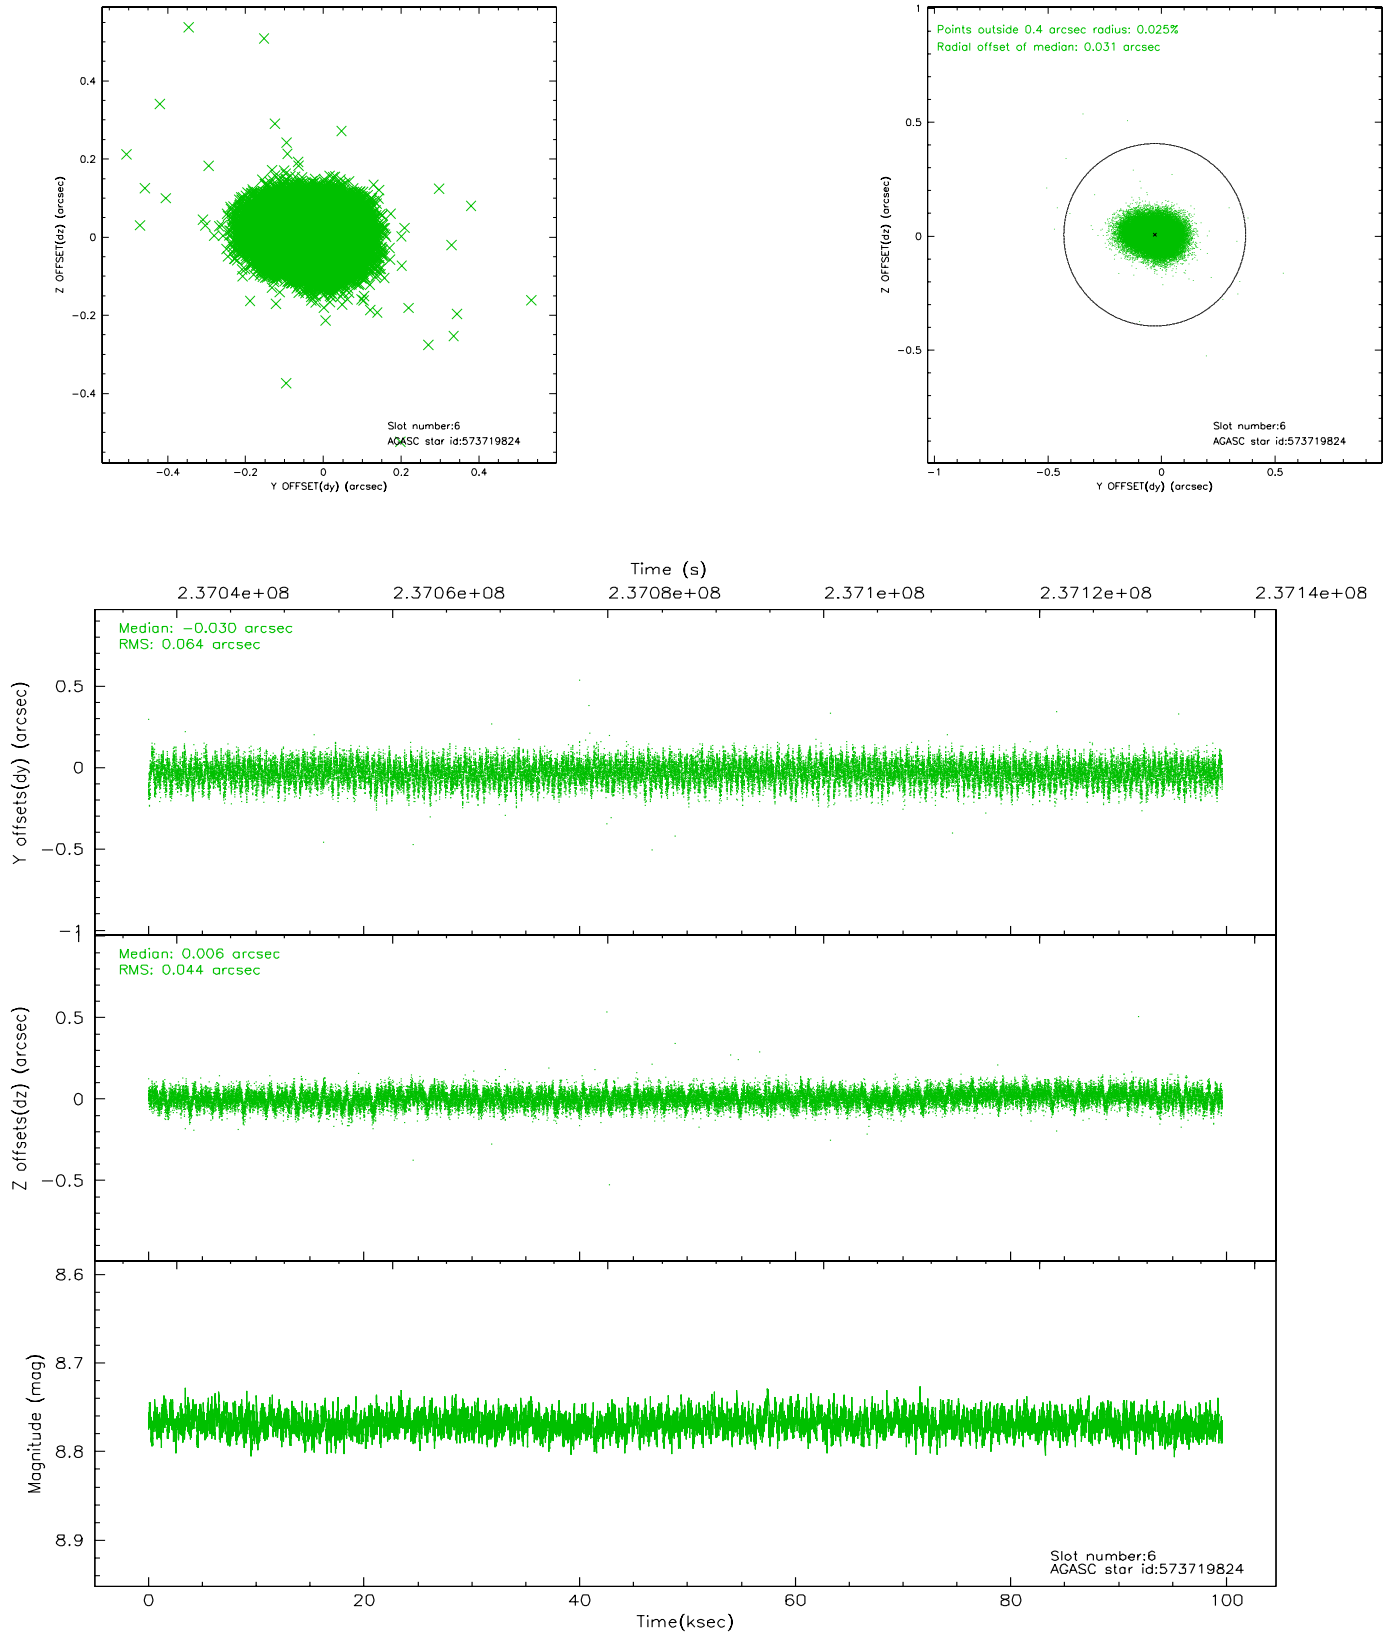 0.4
0.2
0
−0.2
−0.4
Z OFFSET(dz) (arcsec)
−0.4 −0.2 0 0.2 0.4
Y OFFSET(dy) (arcsec)
Slot number:6
AGASC star id:573719824
Points outside 0.4 arcsec radius: 0.025%
Radial offset of median: 0.031 arcsec
1
0.5
0
−0.5
Z OFFSET(dz) (arcsec)
−1 −0.5 0 0.5
Y OFFSET(dy) (arcsec)
Slot number:6
AGASC star id:573719824
Time (s)
2.3704e+08 2.3706e+08 2.3708e+08 2.371e+08 2.3712e+08 2.3714e+08
Median: −0.030 arcsec
RMS: 0.064 arcsec
0.5
0
−0.5
−1
Y offsets(dy) (arcsec)
Median: 0.006 arcsec
RMS: 0.044 arcsec
1
0.5
0
−0.5
Z offsets(dz) (arcsec)
8.6
8.7
8.8
8.9
Magnitude (mag)
Slot number:6
AGASC star id:573719824
0 20 40 60 80 100
Time(ksec)